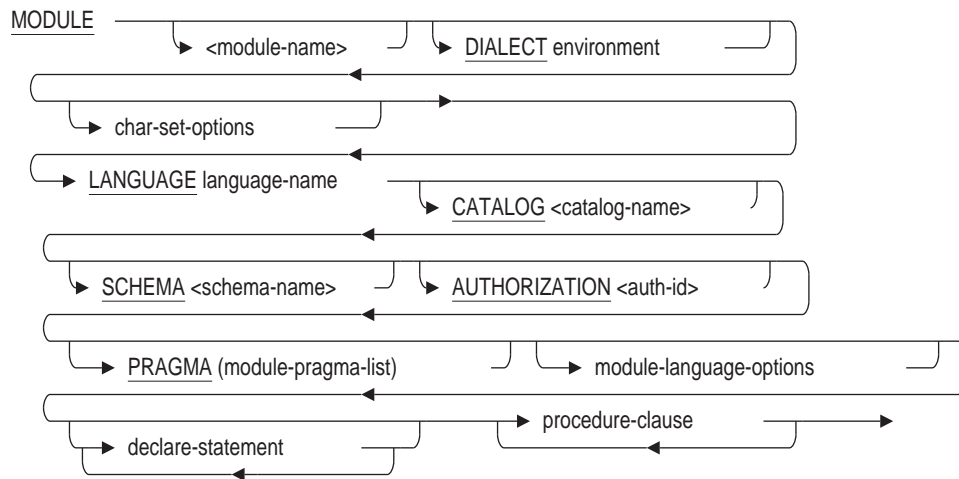 MODULE
<module-name> DIALECT environment
char-set-options
LANGUAGE language-name
CATALOG <catalog-name>
SCHEMA <schema-name> AUTHORIZATION <auth-id>
PRAGMA (module-pragma-list) module-language-options
procedure-clause
declare-statement